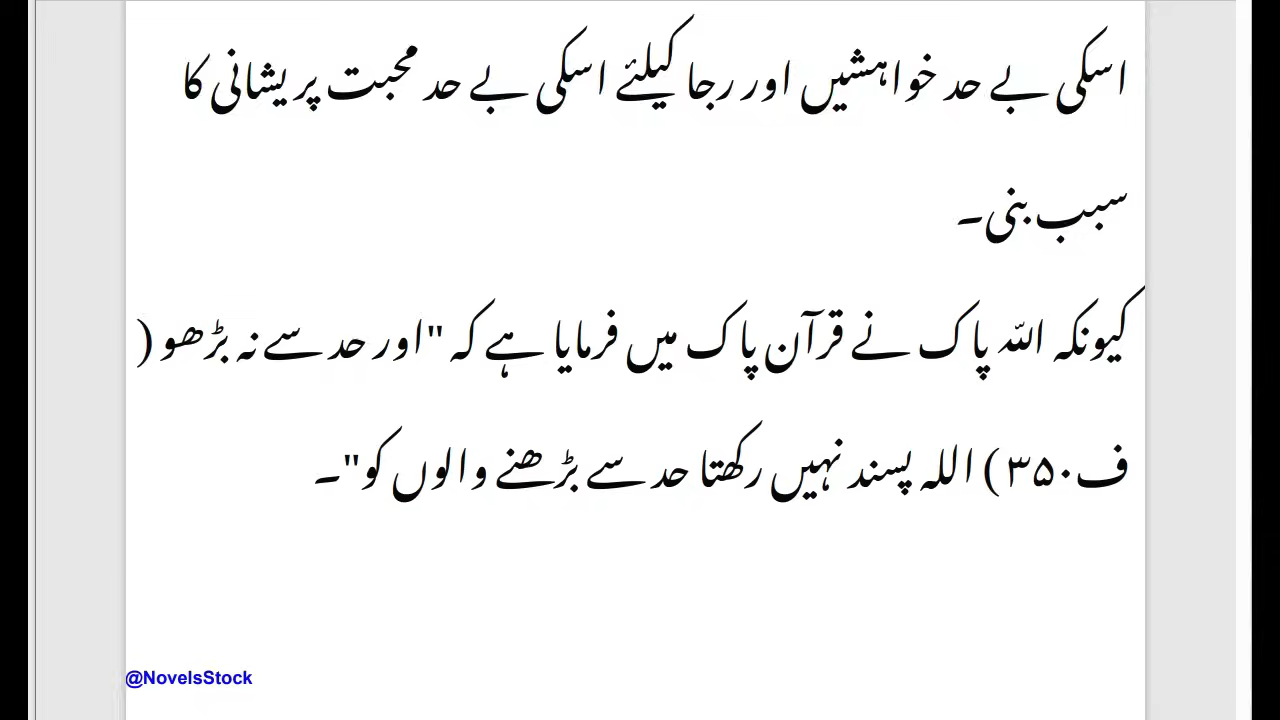 اسکی بے حد خواہشیں اور رجا کیلئے اسکی بے حد محبت پریشانی کا
سبب بنی۔
کیونکہ اللہ پاک نے قرآن پاک میں فرمایا ہے کہ "اور حد سے نہ بڑھو (
ف۳۵۰) اللہ پسند نہیں رکھتا حد سے بڑھنے والوں کو"۔
@NovelsStock